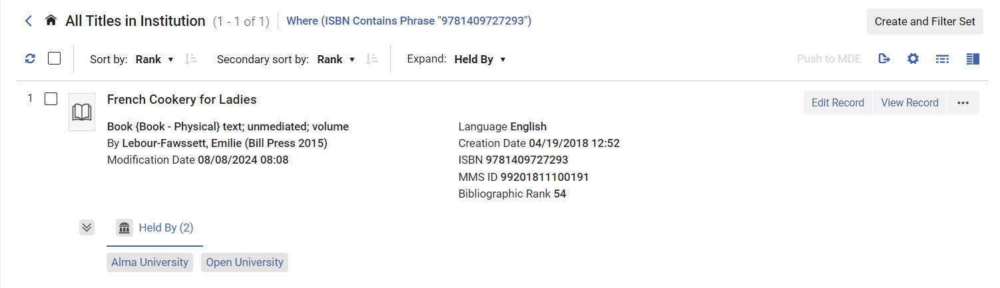 All Titles in Institution (1 - 1 of 1) Where (ISBN Contains Phrase "9781409727293") Create and Filter Set
Sort by: Rank Secondary sort by: Rank Expand: Held By Push to MDE
1 French Cookery for Ladies Edit Record View Record
Book {Book - Physical} text; unmediated; volume Language English
By Lebour-Fawssett, Emilie (Bill Press 2015) Creation Date 04/19/2018 12:52
Modification Date 08/08/2024 08:08 ISBN 9781409727293
MMS ID 99201811100191
Bibliographic Rank 54
Held By (2)
Alma University Open University